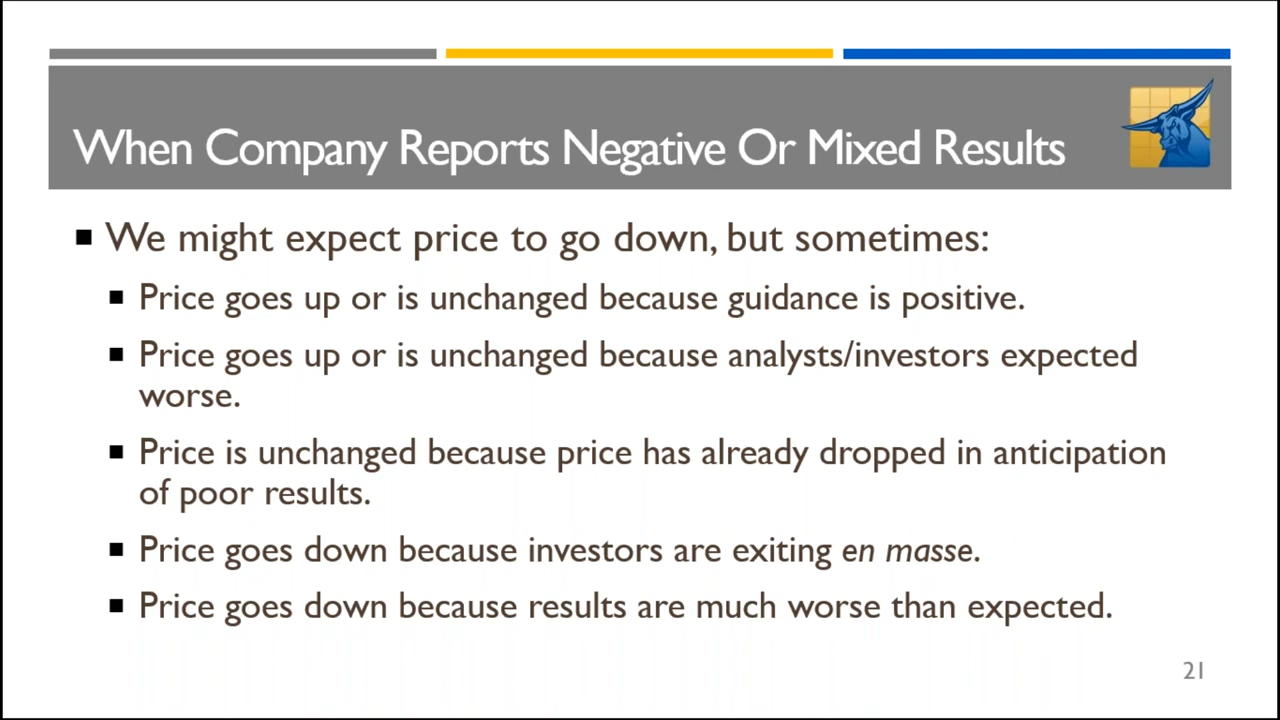 When Company Reports Negative Or Mixed Results
We might expect price to go down, but sometimes:
Price goes up or is unchanged because guidance is positive.
Price goes up or is unchanged because analysts/investors expected
worse.
Price is unchanged because price has already dropped in anticipation
of poor results.
Price goes down because investors are exiting en masse.
Price goes down because results are much worse than expected.
21